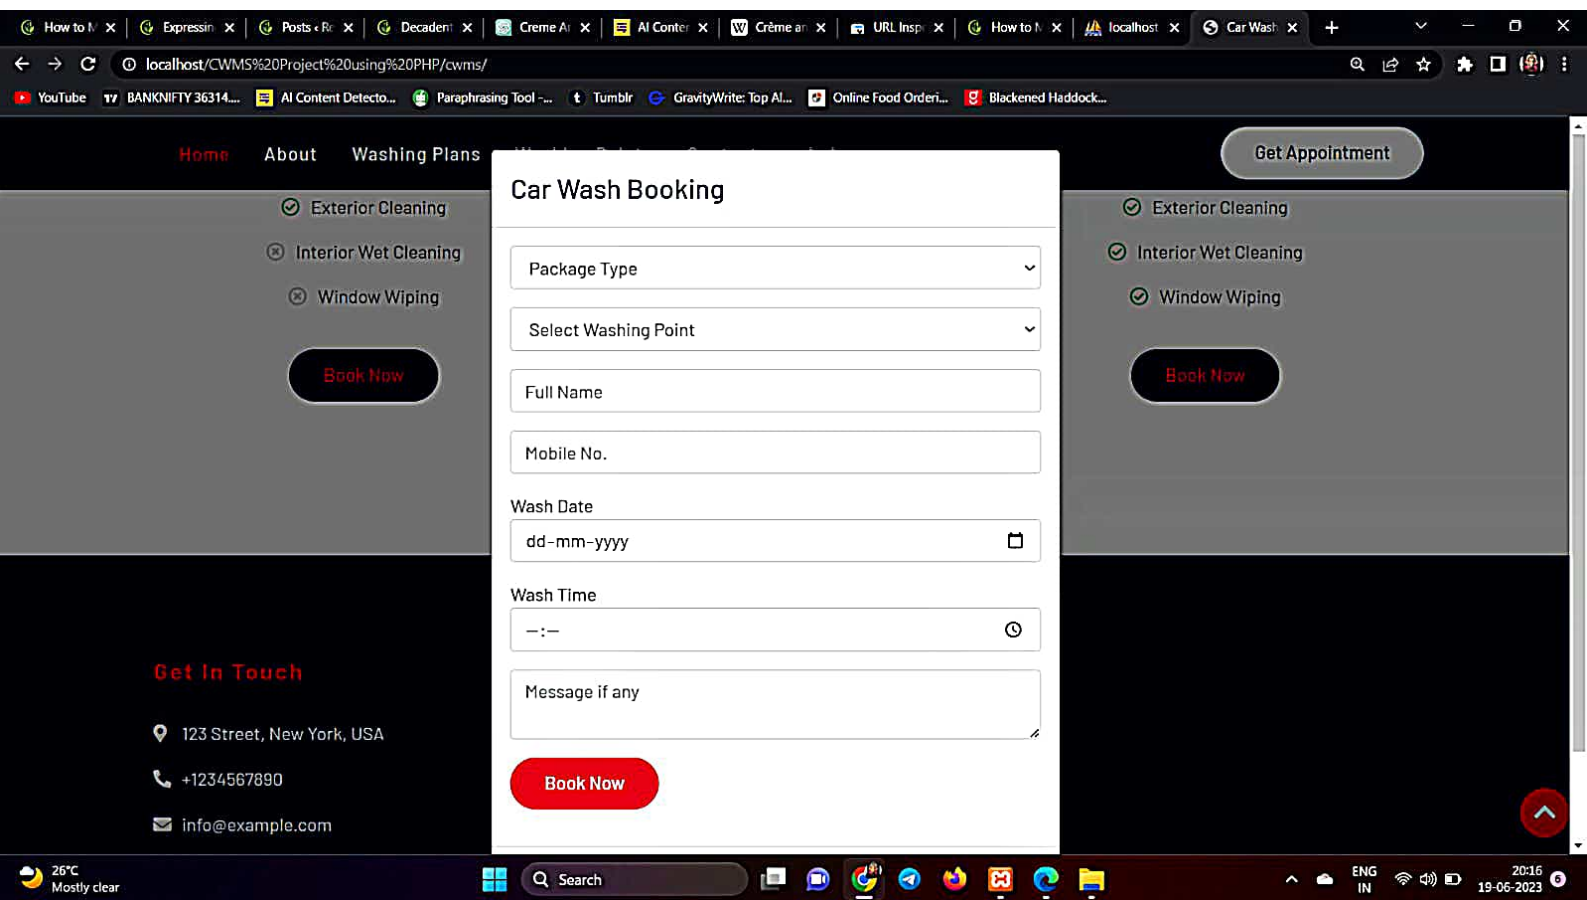 How to M
Expressin
Posts ‹ Re
Decadent
Creme An
AI Conter
W Crème an
URL Insp
How to M
localhost
Car Wash
localhost/CWMS%20Project%20using%20PHP/cwms/
YouTube
BANKNIFTY 36314....
AI Content Detecto...
Paraphrasing Tool -...
t Tumblr
GravityWrite: Top AI...
Online Food Orderi...
g Blackened Haddock...
Home
About
Washing Plans
Get Appointment
Car Wash Booking
Exterior Cleaning
Interior Wet Cleaning
Window Wiping
Book Now
Package Type
Select Washing Point
Full Name
Mobile No.
Wash Date
dd-mm-yyyy
Wash Time
--:--
Message if any
Book Now
Exterior Cleaning
Interior Wet Cleaning
Window Wiping
Book Now
Get In Touch
123 Street, New York, USA
+1234567890
info@example.com
26°C
Mostly clear
Search
ENG
IN
20:16
19-06-2023
6